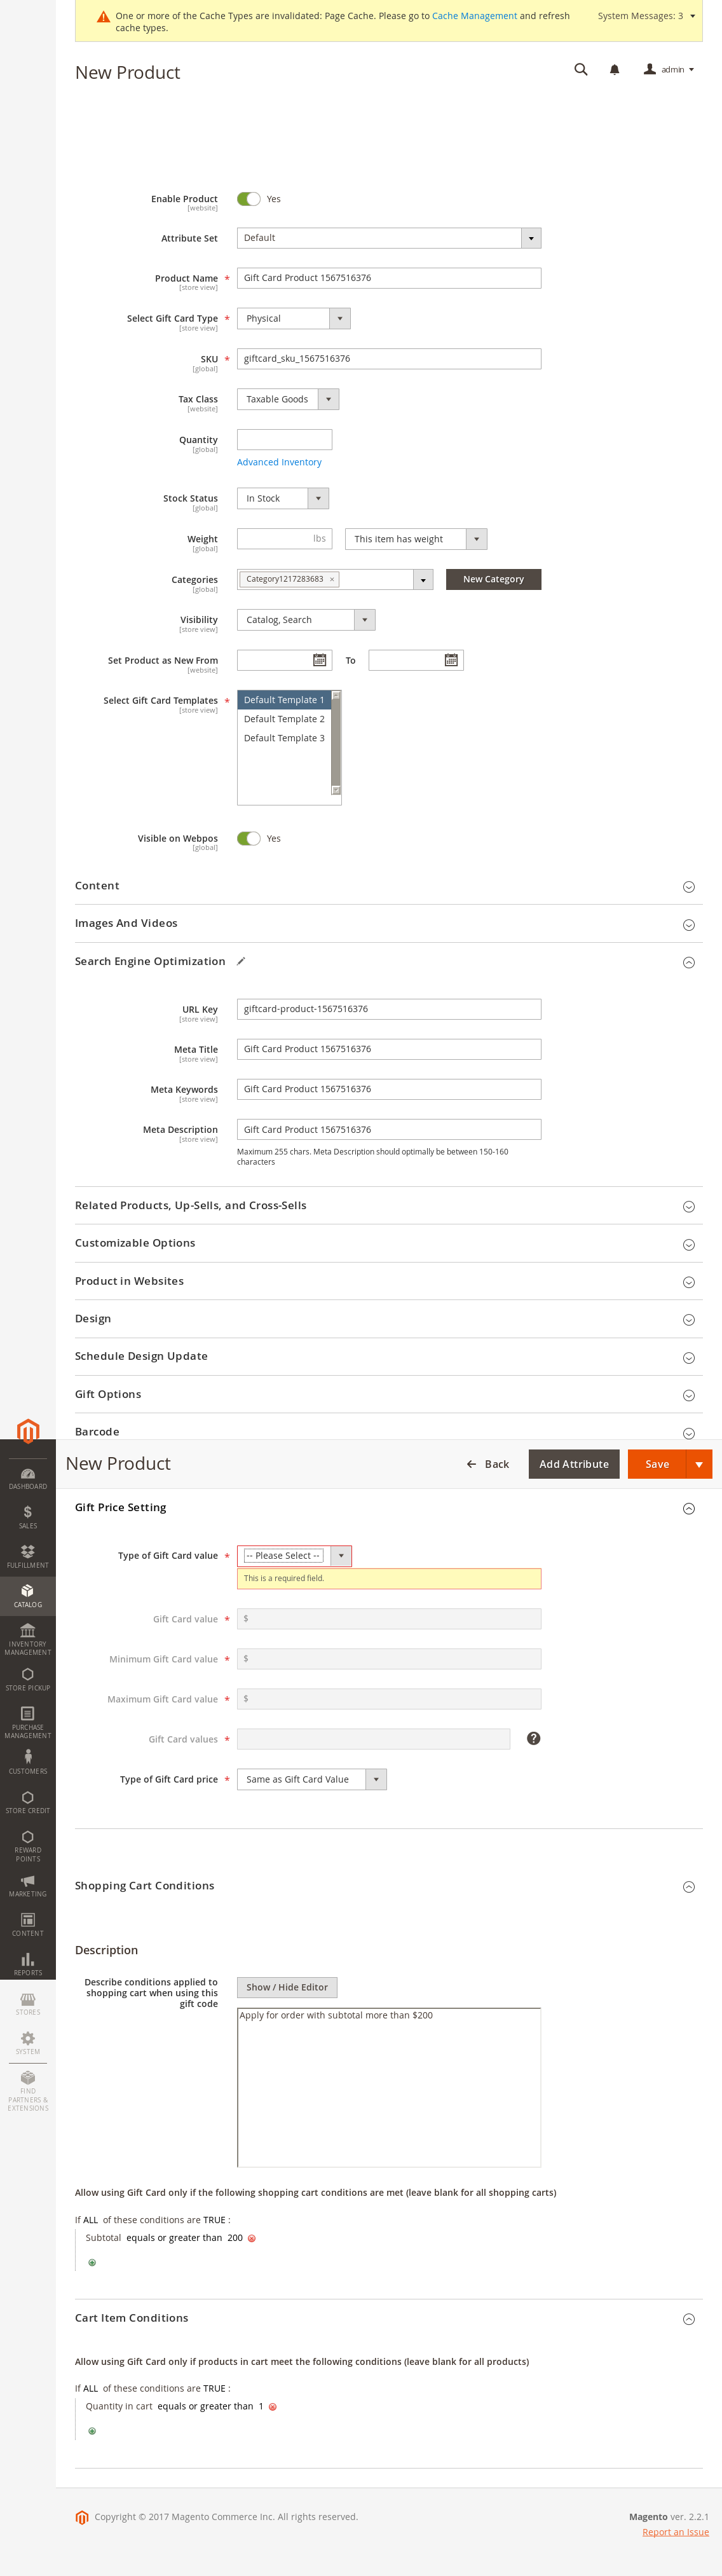 One or more of the Cache Types are invalidated: Page Cache. Please go to Cache Management and refresh
cache types.
System Messages: 3
New Product
admin
Enable Product
[website]
Yes
Attribute Set
Default
Product Name *
[store view]
Gift Card Product 1567516376
Select Gift Card Type *
[store view]
Physical
SKU *
[global]
giftcard_sku_1567516376
Tax Class
[website]
Taxable Goods
Quantity
[global]
Advanced Inventory
Stock Status
[global]
In Stock
Weight
[global]
lbs
This item has weight
Categories
[global]
Category1217283683 ×
New Category
Visibility
[store view]
Catalog, Search
Set Product as New From
[website]
To
Select Gift Card Templates *
[store view]
Default Template 1
Default Template 2
Default Template 3
Visible on Webpos
[global]
Yes
Content
Images And Videos
Search Engine Optimization
URL Key
[store view]
giftcard-product-1567516376
Meta Title
[store view]
Gift Card Product 1567516376
Meta Keywords
[store view]
Gift Card Product 1567516376
Meta Description
[store view]
Gift Card Product 1567516376
Maximum 255 chars. Meta Description should optimally be between 150-160
characters
Related Products, Up-Sells, and Cross-Sells
Customizable Options
Product in Websites
Design
Schedule Design Update
Gift Options
Barcode
DASHBOARD
SALES
FULFILLMENT
CATALOG
INVENTORY
MANAGEMENT
STORE PICKUP
PURCHASE
MANAGEMENT
CUSTOMERS
STORE CREDIT
REWARD
POINTS
MARKETING
CONTENT
REPORTS
STORES
SYSTEM
FIND
PARTNERS &
EXTENSIONS
New Product
Back
Add Attribute
Save
Gift Price Setting
Type of Gift Card value *
-- Please Select --
This is a required field.
Gift Card value *
$
Minimum Gift Card value *
$
Maximum Gift Card value *
$
Gift Card values *
?
Type of Gift Card price *
Same as Gift Card Value
Shopping Cart Conditions
Description
Describe conditions applied to
shopping cart when using this
gift code
Show / Hide Editor
Apply for order with subtotal more than $200
Allow using Gift Card only if the following shopping cart conditions are met (leave blank for all shopping carts)
If ALL of these conditions are TRUE :
Subtotal equals or greater than 200
Cart Item Conditions
Allow using Gift Card only if products in cart meet the following conditions (leave blank for all products)
If ALL of these conditions are TRUE :
Quantity in cart equals or greater than 1
Copyright © 2017 Magento Commerce Inc. All rights reserved.
Magento ver. 2.2.1
Report an Issue